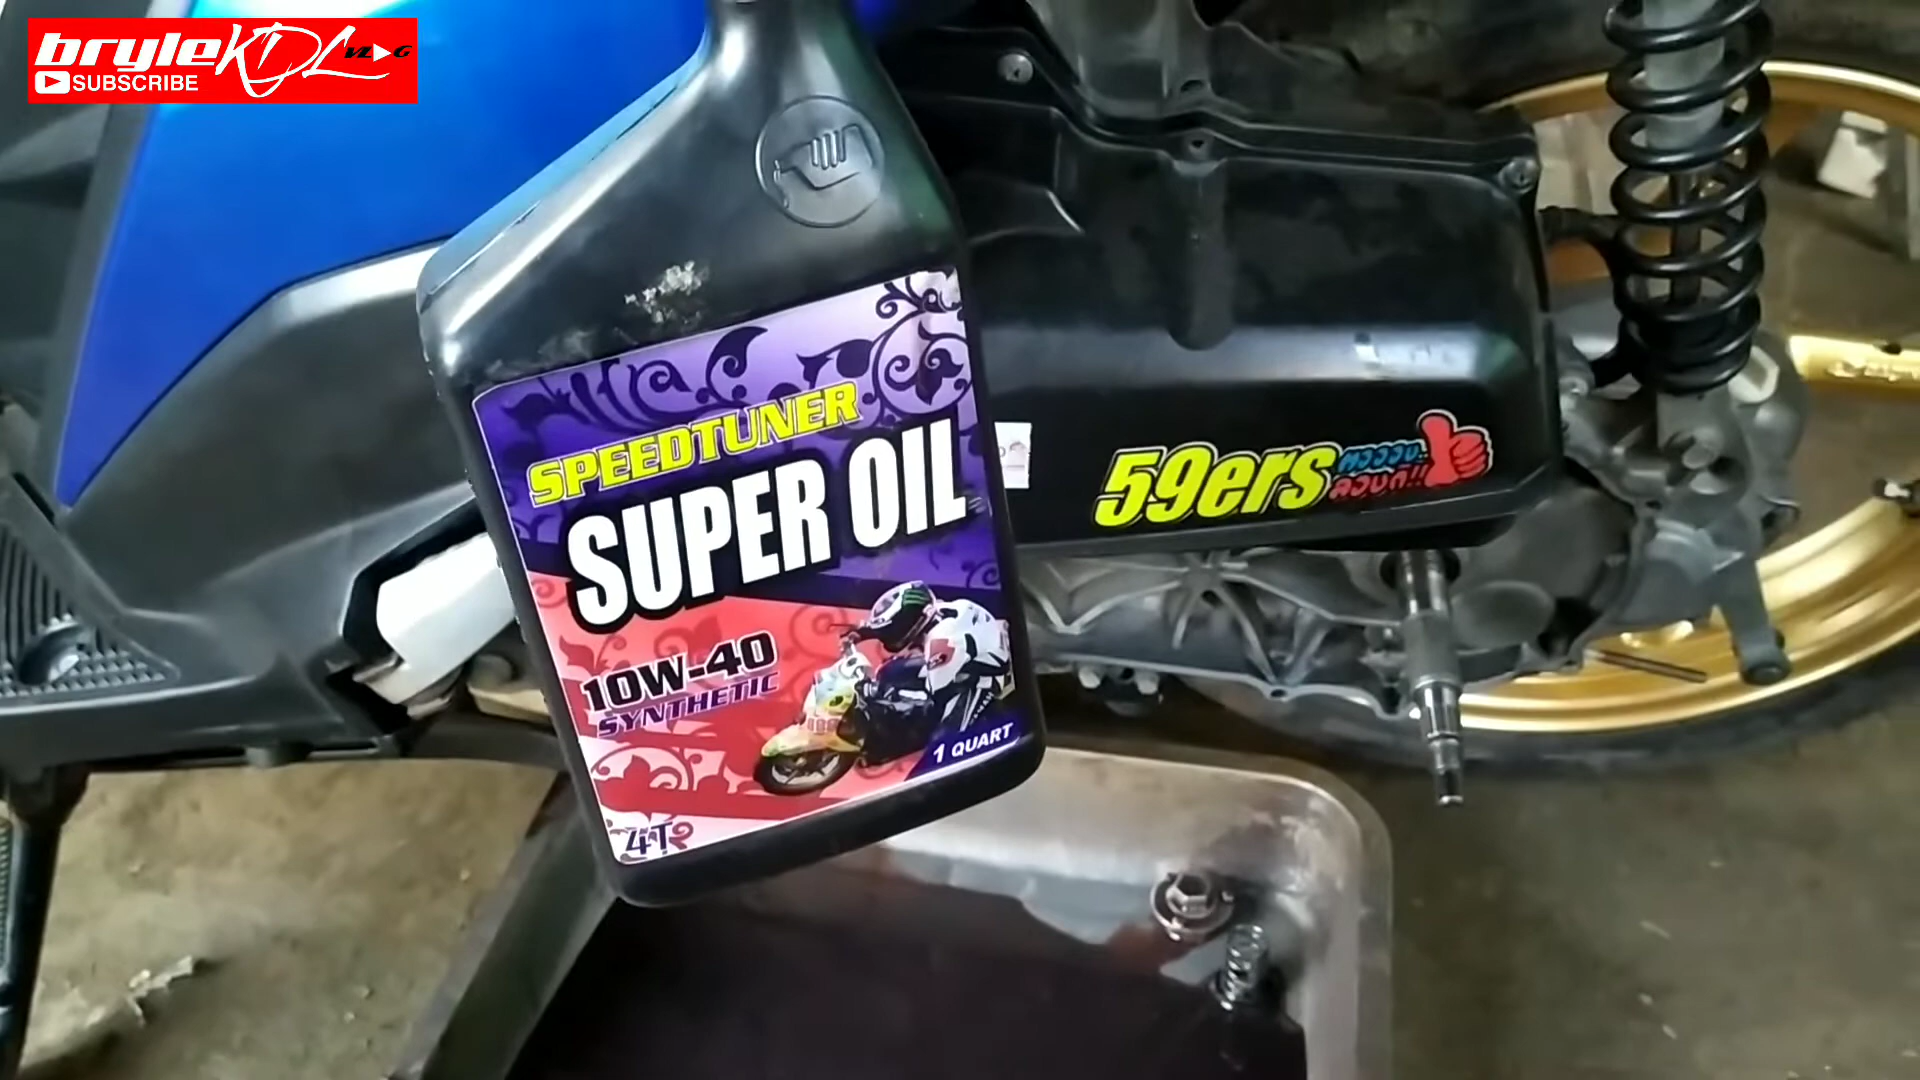 bryleKDL VLOG
SUBSCRIBE
SPEEDTUNER
SUPER OIL
10W-40
SYNTHETIC
1 QUART
4T
59ers